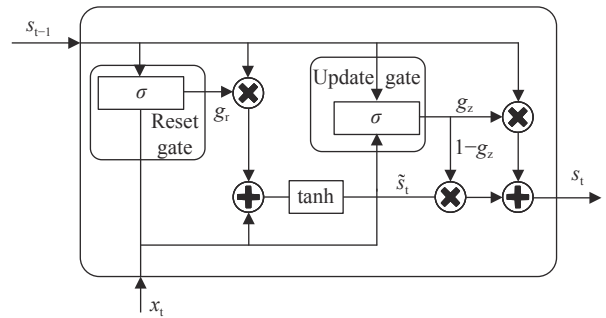 s_{t−1}
σ
Reset
gate
g_r
Update gate
σ
g_z
1−g_z
tanh
s̃_t
s_t
x_t